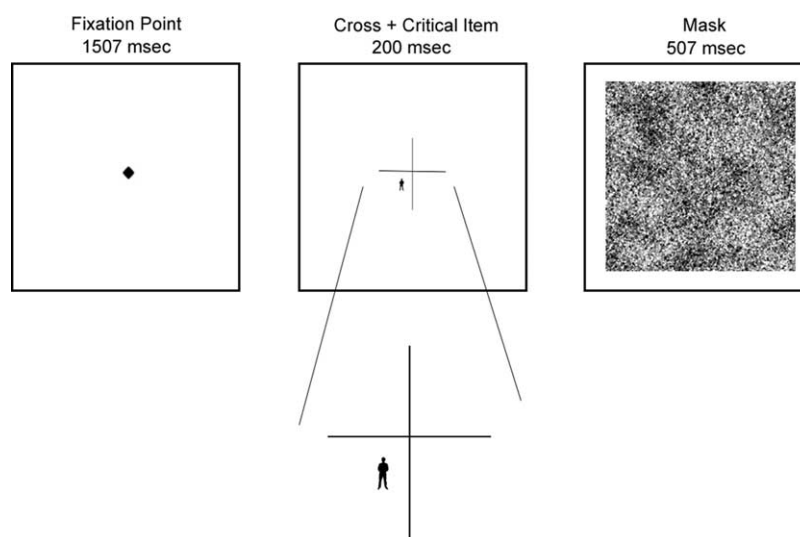 Fixation Point
1507 msec
Cross + Critical Item
200 msec
Mask
507 msec